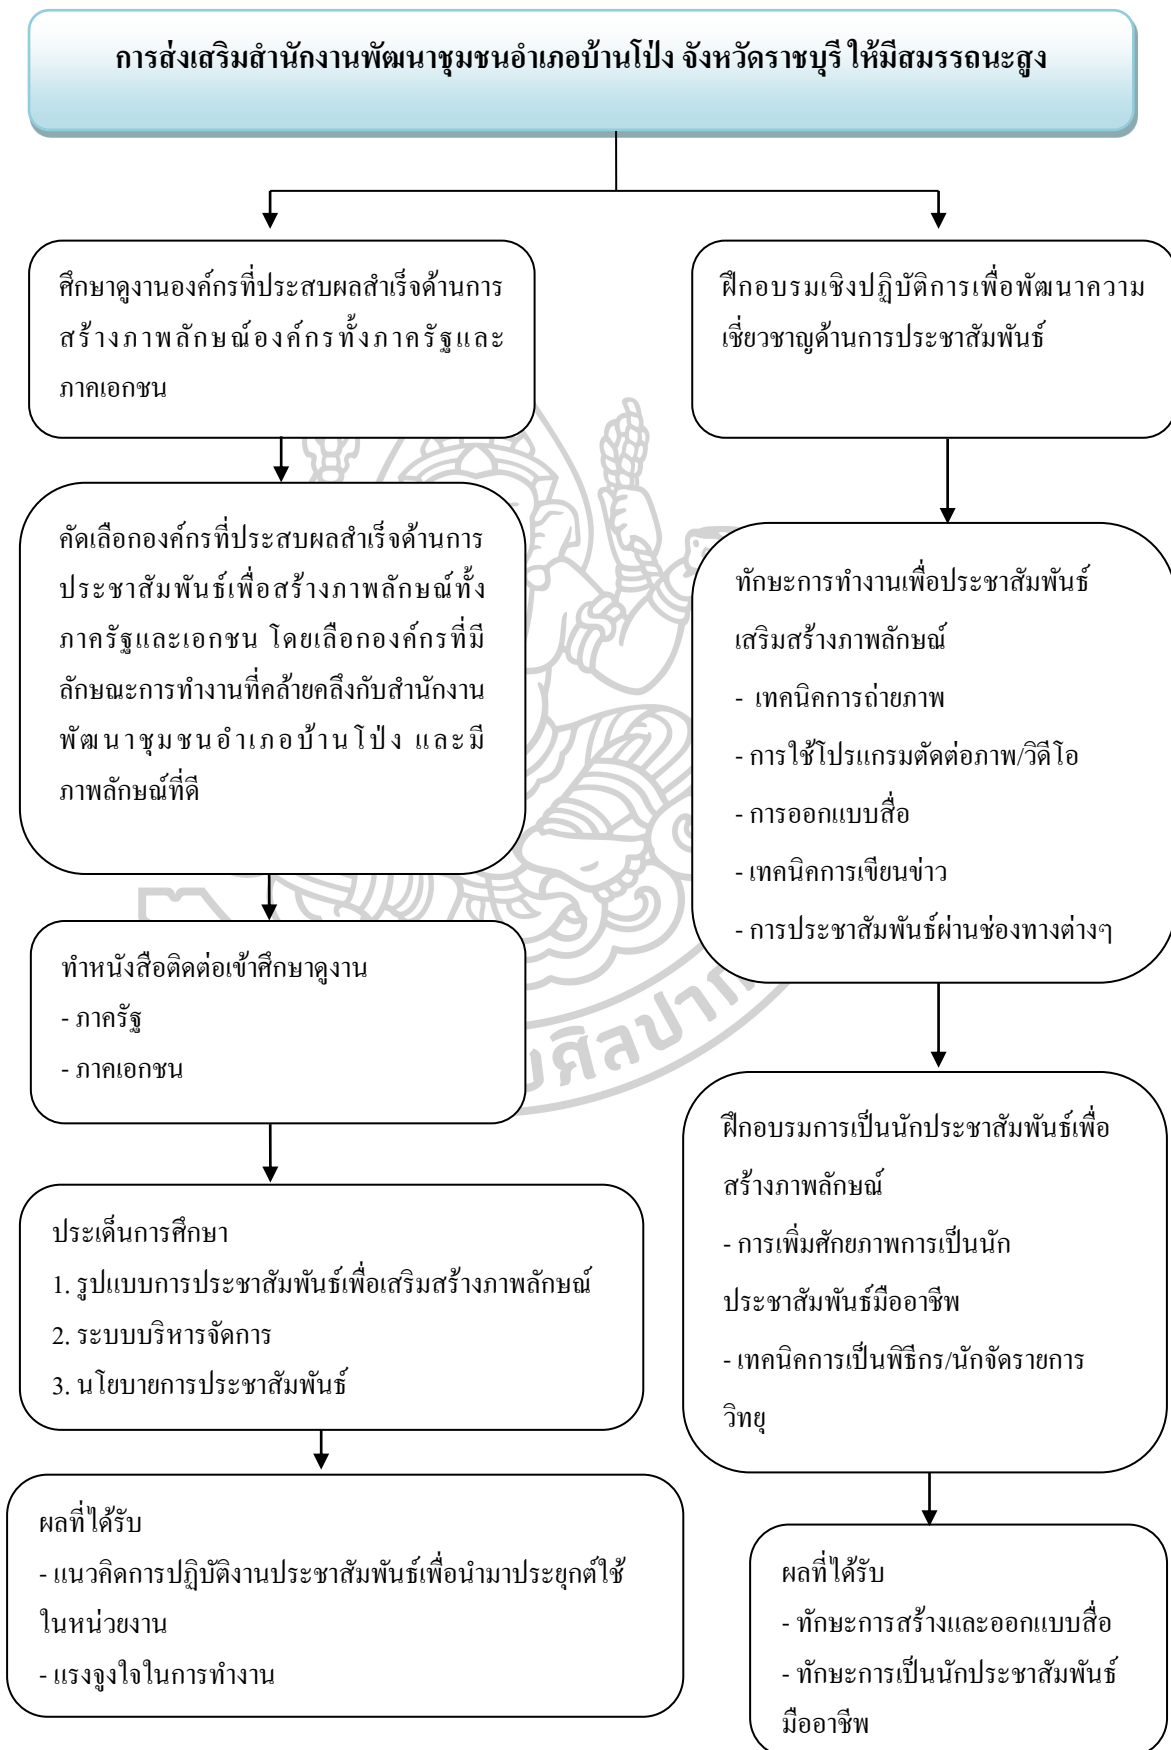 การส่งเสริมสำนักงานพัฒนาชุมชนอำเภอบ้านโป่ง จังหวัดราชบุรี ให้มีสมรรถนะสูง
ศึกษาดูงานองค์กรที่ประสบผลสำเร็จด้านการ
สร้างภาพลักษณ์องค์กรทั้งภาครัฐและ
ภาคเอกชน
คัดเลือกองค์กรที่ประสบผลสำเร็จด้านการ
ประชาสัมพันธ์เพื่อสร้างภาพลักษณ์ทั้ง
ภาครัฐและเอกชน โดยเลือกองค์กรที่มี
ลักษณะการทำงานที่คล้ายคลึงกับสำนักงาน
พัฒนาชุมชนอำเภอบ้านโป่ง และมี
ภาพลักษณ์ที่ดี
ทำหนังสือติดต่อเข้าศึกษาดูงาน
- ภาครัฐ
- ภาคเอกชน
ประเด็นการศึกษา
1. รูปแบบการประชาสัมพันธ์เพื่อเสริมสร้างภาพลักษณ์
2. ระบบบริหารจัดการ
3. นโยบายการประชาสัมพันธ์
ผลที่ได้รับ
- แนวคิดการปฏิบัติงานประชาสัมพันธ์เพื่อนำมาประยุกต์ใช้
ในหน่วยงาน
- แรงจูงใจในการทำงาน
ฝึกอบรมเชิงปฏิบัติการเพื่อพัฒนาความ
เชี่ยวชาญด้านการประชาสัมพันธ์
ทักษะการทำงานเพื่อประชาสัมพันธ์
เสริมสร้างภาพลักษณ์
- เทคนิคการถ่ายภาพ
- การใช้โปรแกรมตัดต่อภาพ/วิดีโอ
- การออกแบบสื่อ
- เทคนิคการเขียนข่าว
- การประชาสัมพันธ์ผ่านช่องทางต่างๆ
ฝึกอบรมการเป็นนักประชาสัมพันธ์เพื่อ
สร้างภาพลักษณ์
- การเพิ่มศักยภาพการเป็นนัก
ประชาสัมพันธ์มืออาชีพ
- เทคนิคการเป็นพิธีกร/นักจัดรายการ
วิทยุ
ผลที่ได้รับ
- ทักษะการสร้างและออกแบบสื่อ
- ทักษะการเป็นนักประชาสัมพันธ์
มืออาชีพ